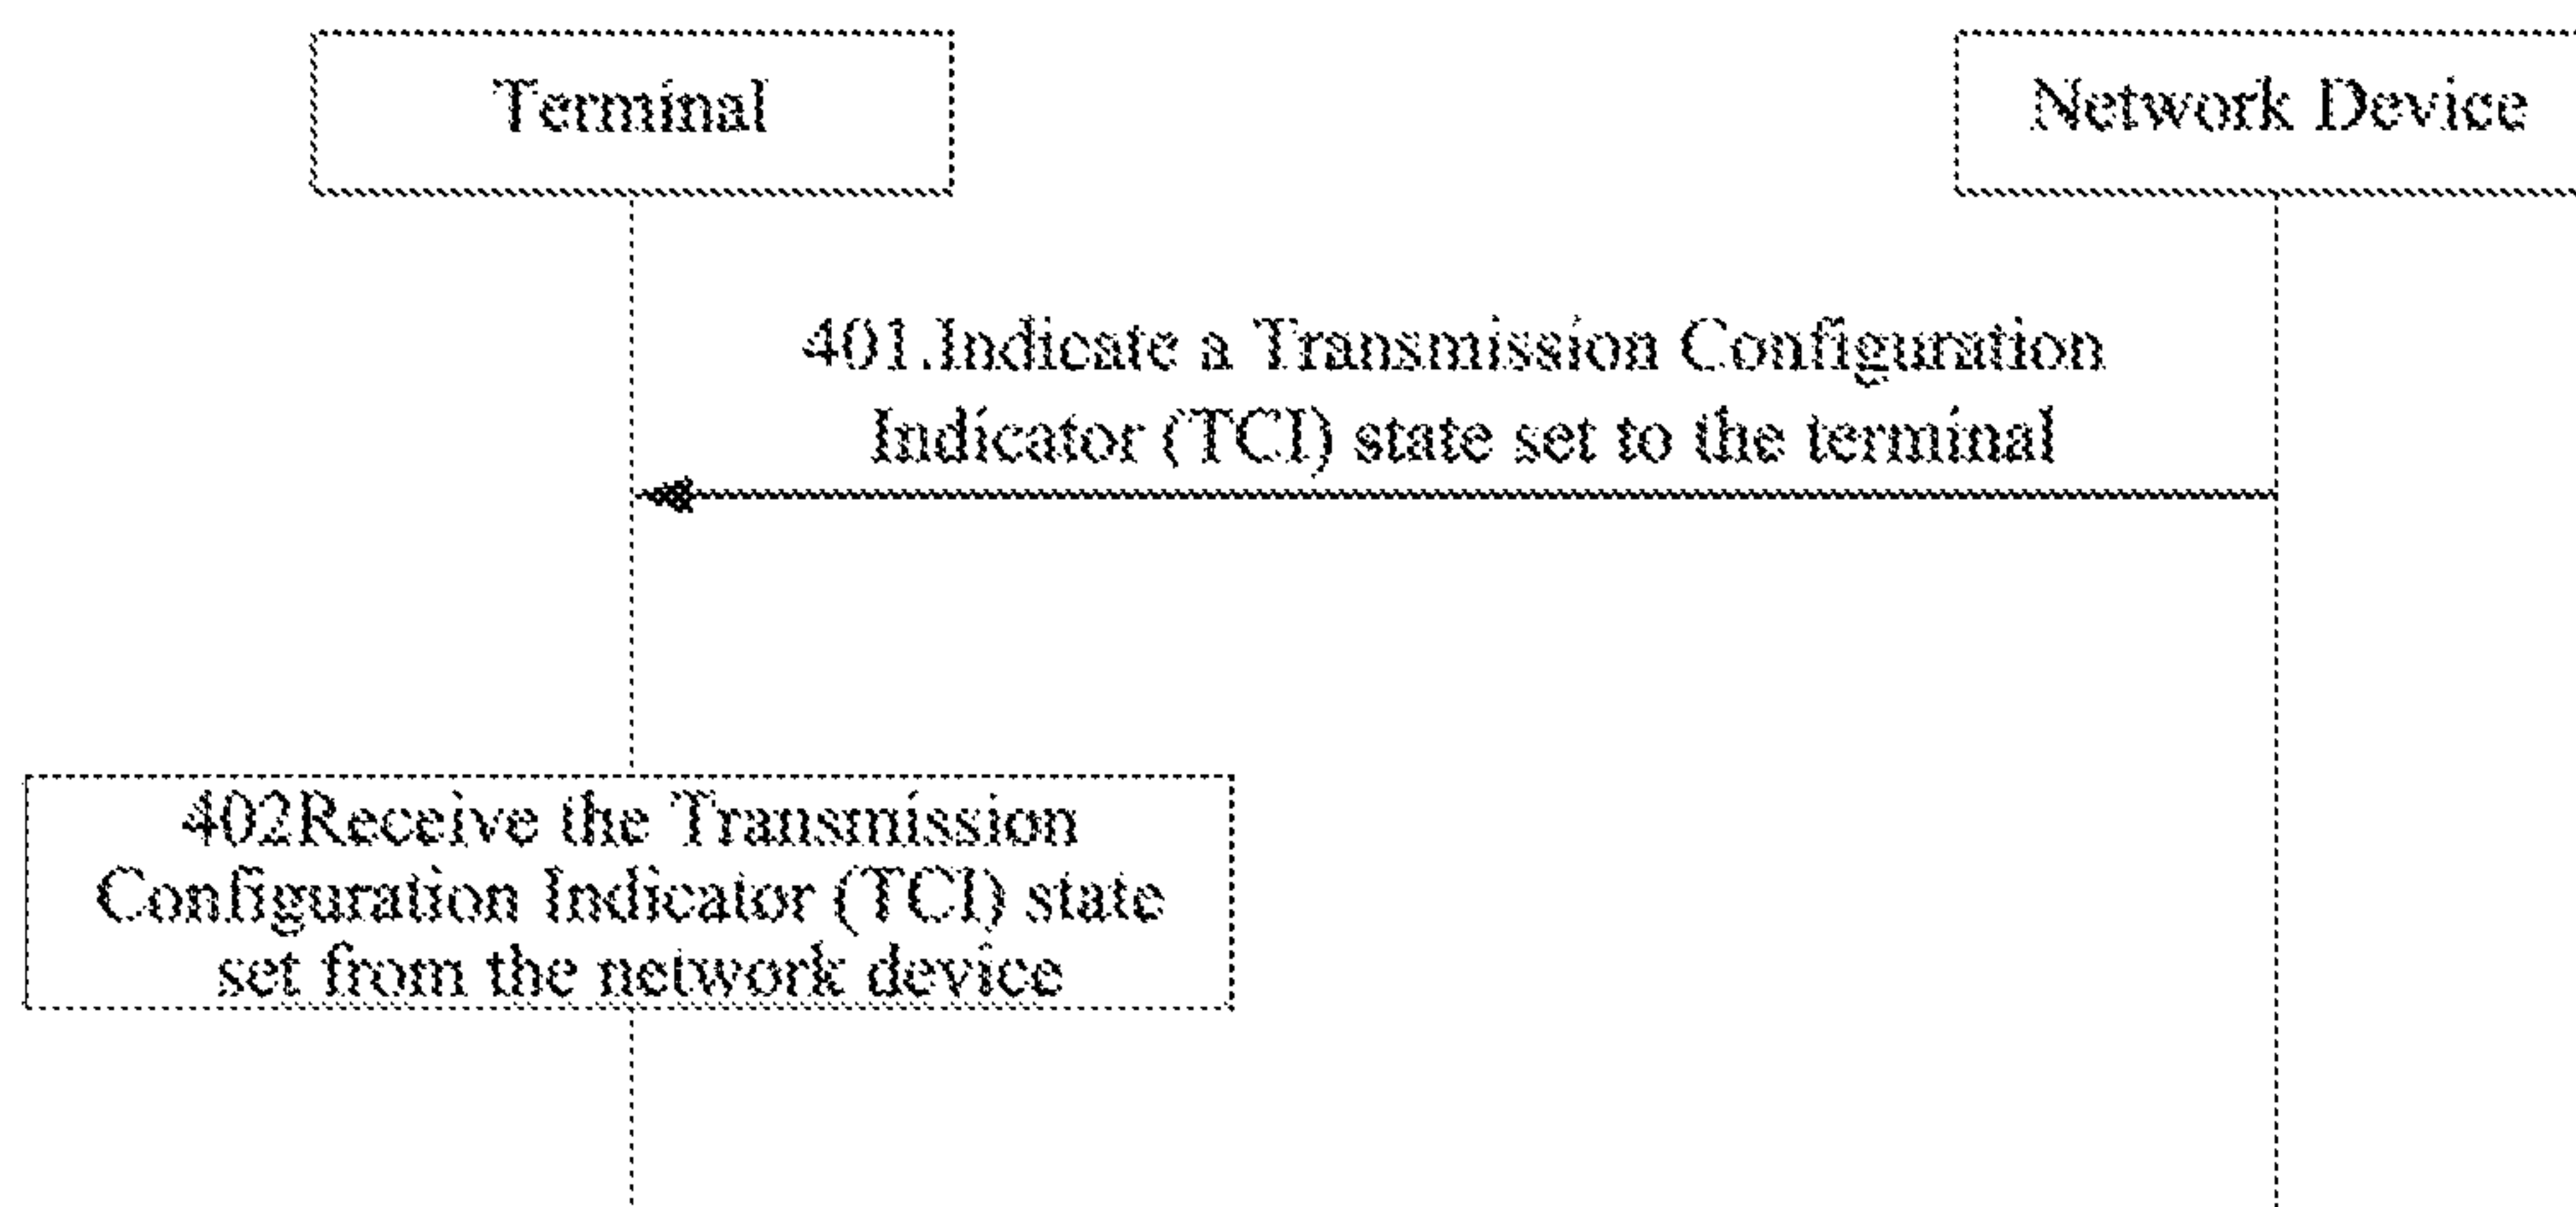 Terminal
Network Device
401.Indicate a Transmission Configuration
Indicator (TCI) state set to the terminal
402Receive the Transmission
Configuration Indicator (TCI) state
set from the network device